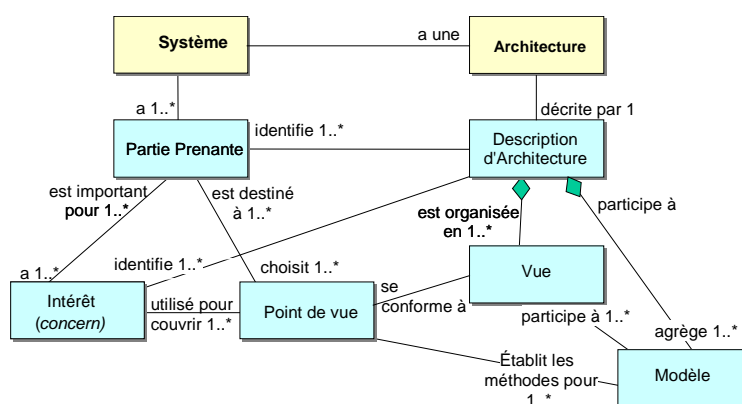 Système
a une
Architecture
a 1..*
décrite par 1
Partie Prenante
identifie 1..*
Description
d'Architecture
est important
pour 1..*
est destiné
à 1..*
est organisée
en 1..*
participe à
identifie 1..*
choisit 1..*
a 1..*
Intérêt
(concern)
utilisé pour
couvrir 1..*
Point de vue
se
conforme à
Vue
participe à 1..*
agrège 1..*
Établit les
méthodes pour
1..*
Modèle